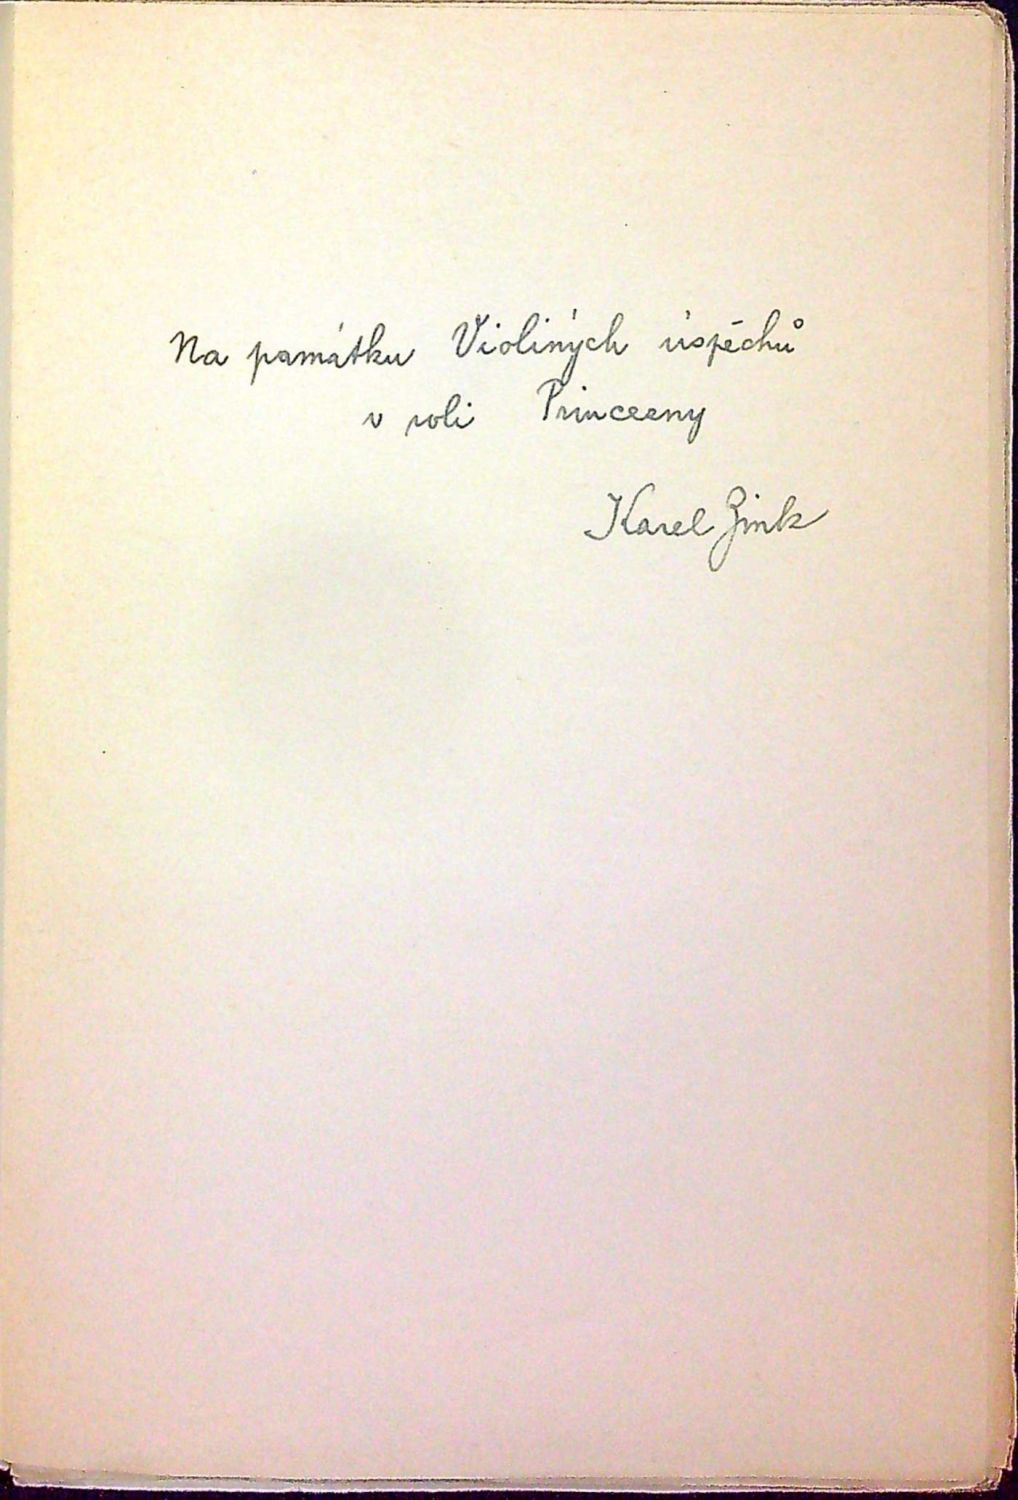 Na památku Violiných úspěchů
v roli Princezny
Karel Zink